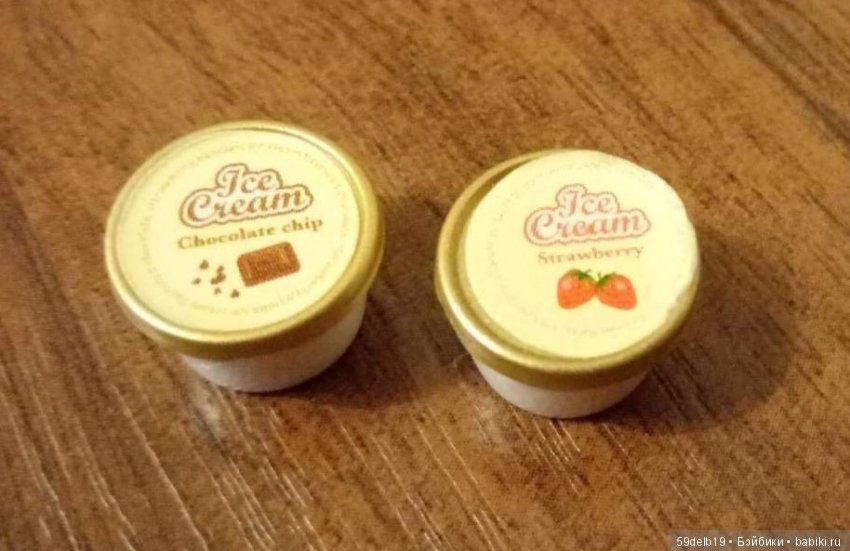 Ice
Cream
Chocolate chip
Ice
Cream
Strawberry
59delb19 • Бэйбики • babiki.ru